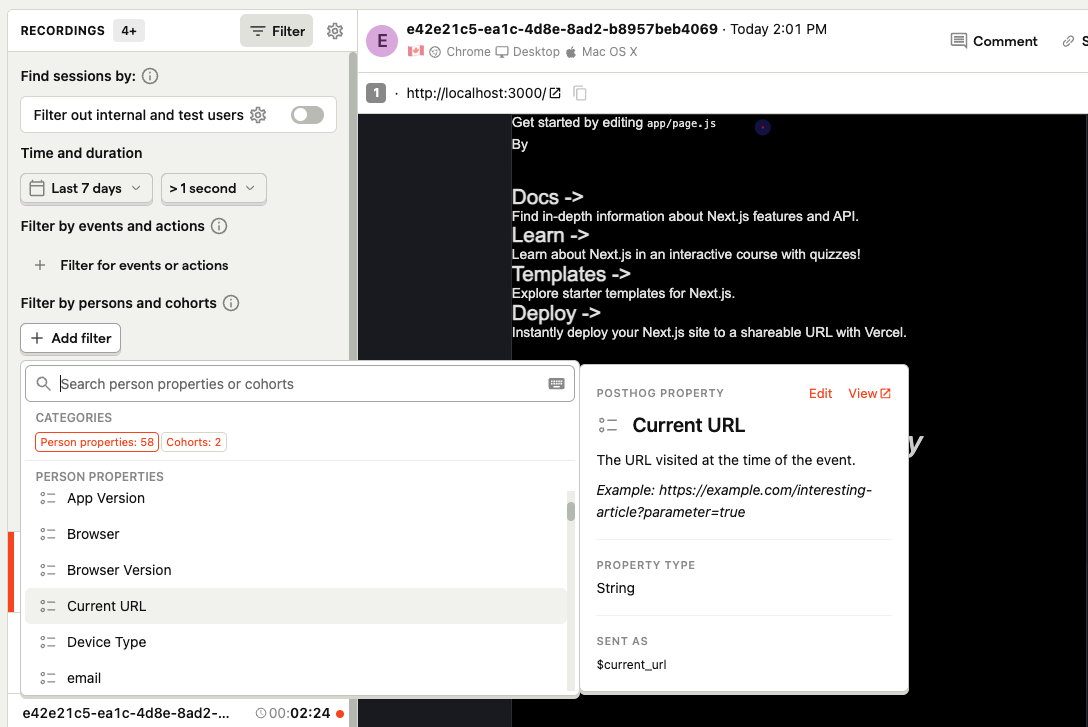 RECORDINGS 4+ Filter
Find sessions by:
Filter out internal and test users
Time and duration
Last 7 days > 1 second
Filter by events and actions
+ Filter for events or actions
Filter by persons and cohorts
+ Add filter
Search person properties or cohorts
CATEGORIES
Person properties: 58 Cohorts: 2
PERSON PROPERTIES
App Version
Browser
Browser Version
Current URL
Device Type
email
e42e21c5-ea1c-4d8e-8ad2-... 00:02:24
E
e42e21c5-ea1c-4d8e-8ad2-b8957beb4069 · Today 2:01 PM
Chrome Desktop Mac OS X
Comment S
1 · http://localhost:3000/
Get started by editing app/page.js
By
Docs ->
Find in-depth information about Next.js features and API.
Learn ->
Learn about Next.js in an interactive course with quizzes!
Templates ->
Explore starter templates for Next.js.
Deploy ->
Instantly deploy your Next.js site to a shareable URL with Vercel.
POSTHOG PROPERTY Edit View
Current URL
The URL visited at the time of the event.
Example: https://example.com/interesting-
article?parameter=true
PROPERTY TYPE
String
SENT AS
$current_url
y